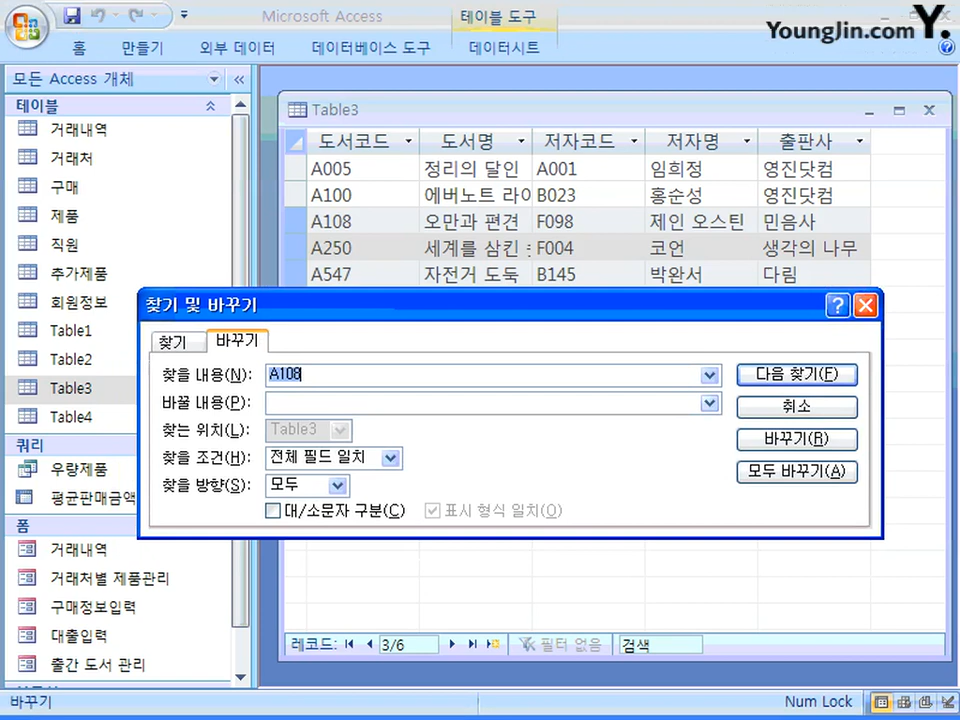 Microsoft Access
테이블 도구
YoungJin.com Y.
홈 만들기 외부 데이터 데이터베이스 도구 데이터시트
모든 Access 개체
테이블
거래내역
거래처
구매
제품
직원
추가제품
회원정보
Table1
Table2
Table3
Table4
쿼리
우량제품
평균판매금액
폼
거래내역
거래처별 제품관리
구매정보입력
대출입력
출간 도서 관리
Table3
도서코드 도서명 저자코드 저자명 출판사
A005 정리의 달인 A001 임희정 영진닷컴
A100 에버노트 라이 B023 홍순성 영진닷컴
A108 오만과 편견 F098 제인 오스틴 민음사
A250 세계를 삼킨 F004 코언 생각의 나무
A547 자전거 도둑 B145 박완서 다림
찾기 및 바꾸기
찾기 바꾸기
찾을 내용(N): A108 다음 찾기(F)
바꿀 내용(P): 취소
찾는 위치(L): Table3 바꾸기(R)
찾을 조건(H): 전체 필드 일치 모두 바꾸기(A)
찾을 방향(S): 모두
대/소문자 구분(C) 표시 형식 일치(O)
레코드: 3/6 필터 없음 검색
바꾸기 Num Lock